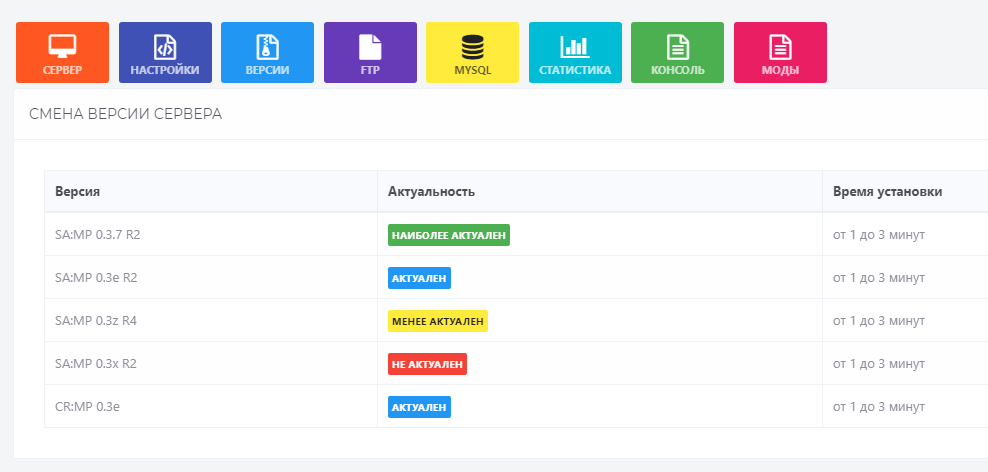 СЕРВЕР НАСТРОЙКИ ВЕРСИИ FTP MYSQL СТАТИСТИКА КОНСОЛЬ МОДЫ
СМЕНА ВЕРСИИ СЕРВЕРА
Версия Актуальность Время установки
SA:MP 0.3.7 R2 НАИБОЛЕЕ АКТУАЛЕН от 1 до 3 минут
SA:MP 0.3e R2 АКТУАЛЕН от 1 до 3 минут
SA:MP 0.3z R4 МЕНЕЕ АКТУАЛЕН от 1 до 3 минут
SA:MP 0.3x R2 НЕ АКТУАЛЕН от 1 до 3 минут
CR:MP 0.3e АКТУАЛЕН от 1 до 3 минут